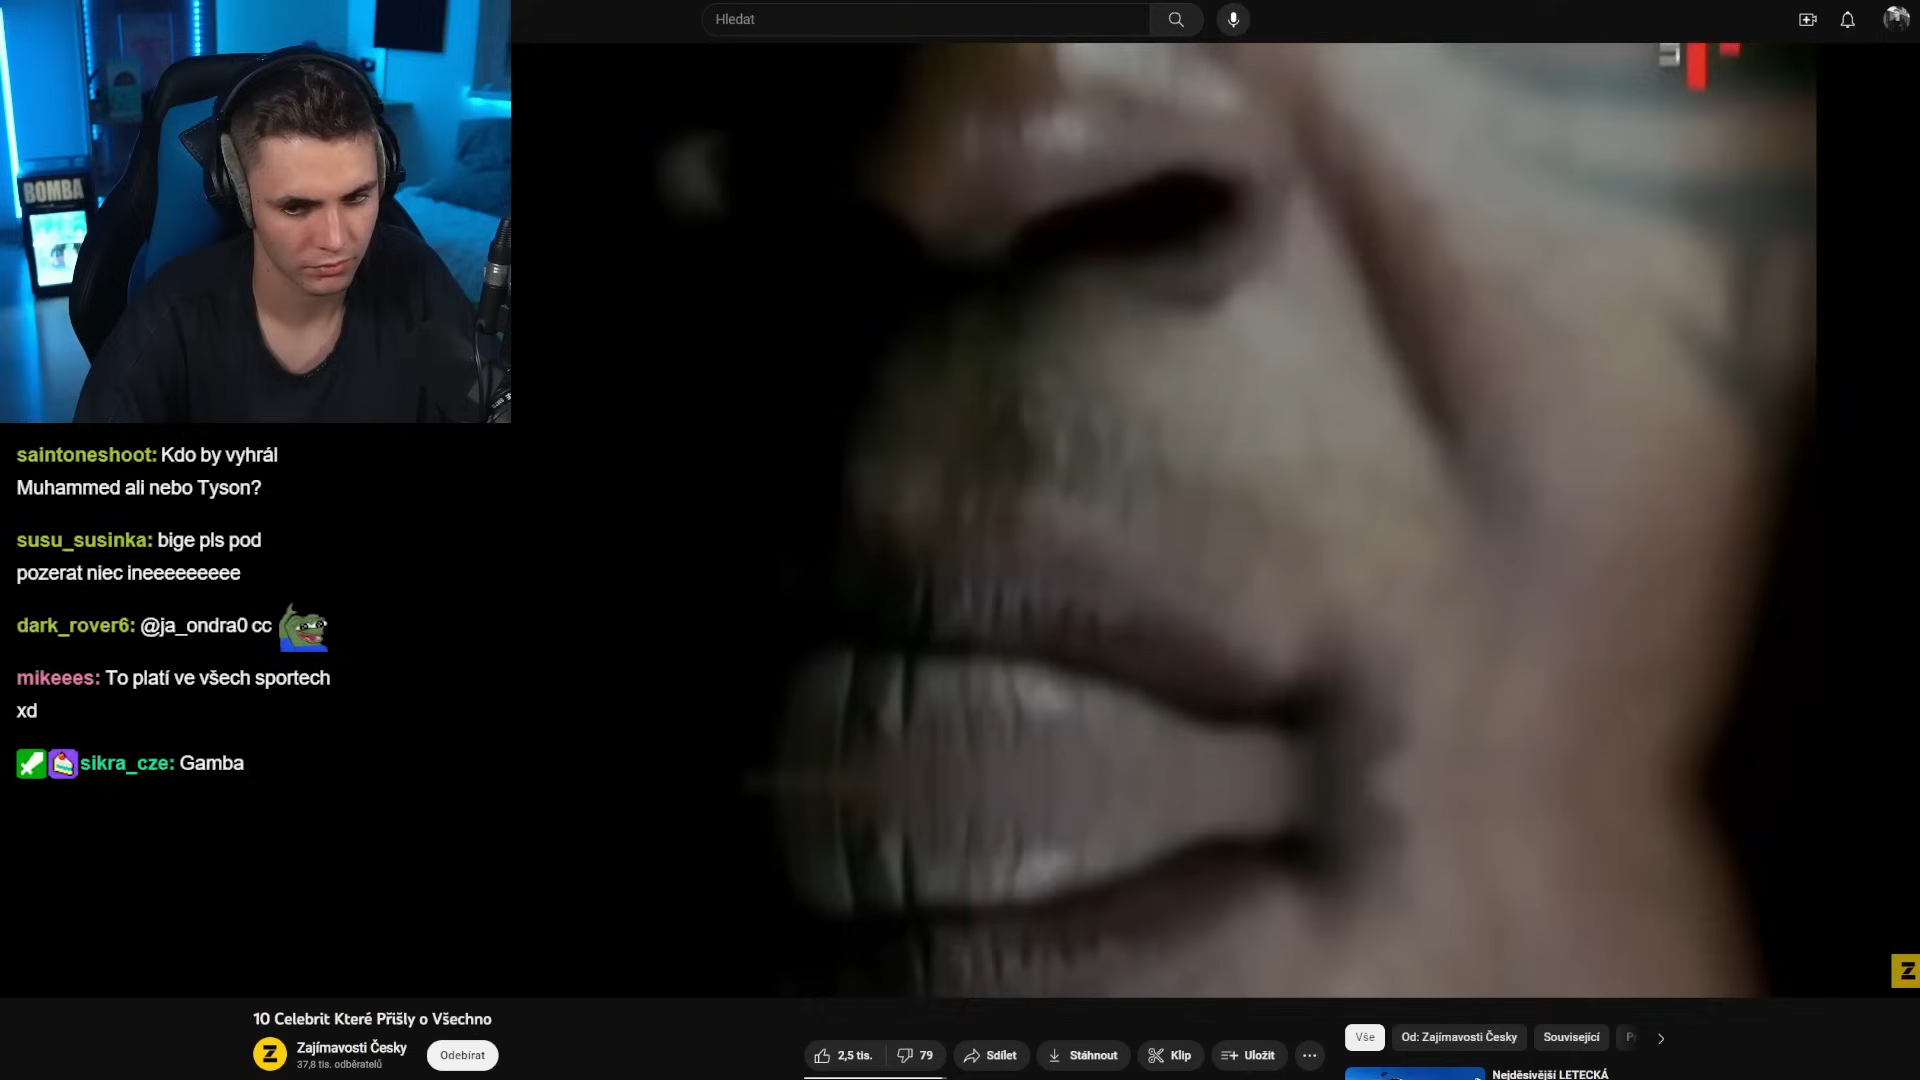 Hledat
BOMBA
saintoneshoot: Kdo by vyhrál
Muhammed ali nebo Tyson?
susu_susinka: bige pls pod
pozerat niec ineeeeeeeee
dark_rover6: @ja_ondra0 cc
mikeees: To platí ve všech sportech
xd
sikra_cze: Gamba
Z
10 Celebrit Které Přišly o Všechno
Z
Zajímavosti Česky
37,8 tis. odběratelů
Odebírat
2,5 tis.
79
Sdílet
Stáhnout
Klip
Uložit
Vše
Od: Zajímavosti Česky
Související
Nejděsivější LETECKÁ